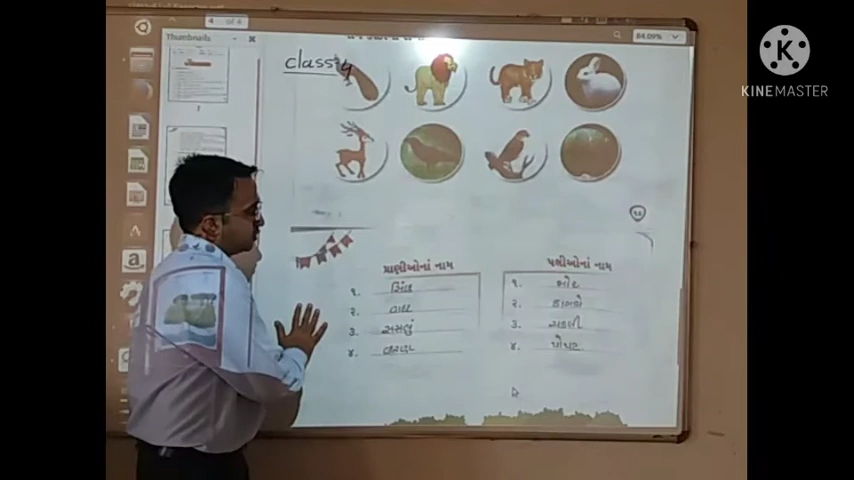 4 of 4
Thumbnails
84.09%
class-4
KINEMASTER
૧૬
પ્રાણીઓનાં નામ
૧. સિંહ
૨. વાઘ
૩. સસલું
૪. હરણ
પક્ષીઓનાં નામ
૧. મોર
૨. કાગડો
૩. ચકલી
૪. પોપટ